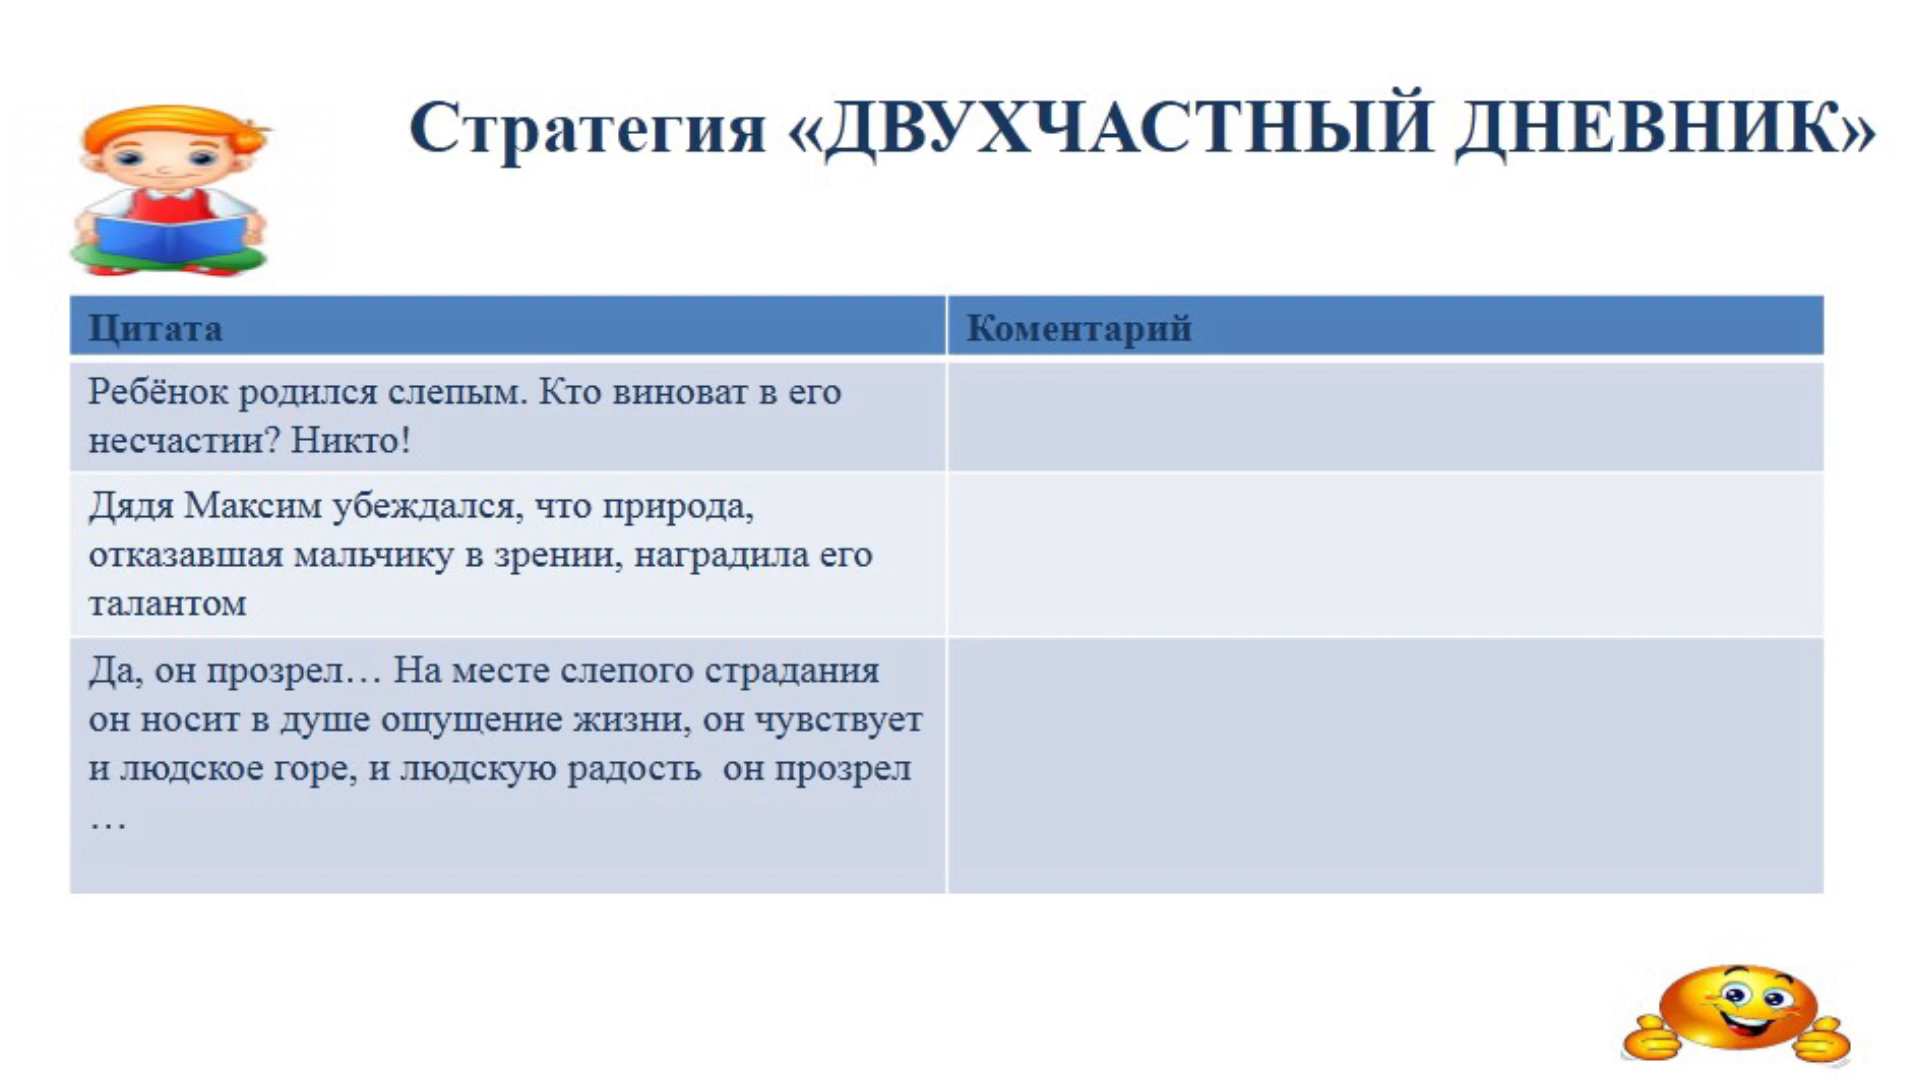 Стратегия «ДВУХЧАСТНЫЙ ДНЕВНИК»
Цитата
Коментарий
Ребёнок родился слепым. Кто виноват в его
несчастии? Никто!
Дядя Максим убеждался, что природа,
отказавшая мальчику в зрении, наградила его
талантом
Да, он прозрел… На месте слепого страдания
он носит в душе ощущение жизни, он чувствует
и людское горе, и людскую радость он прозрел
…